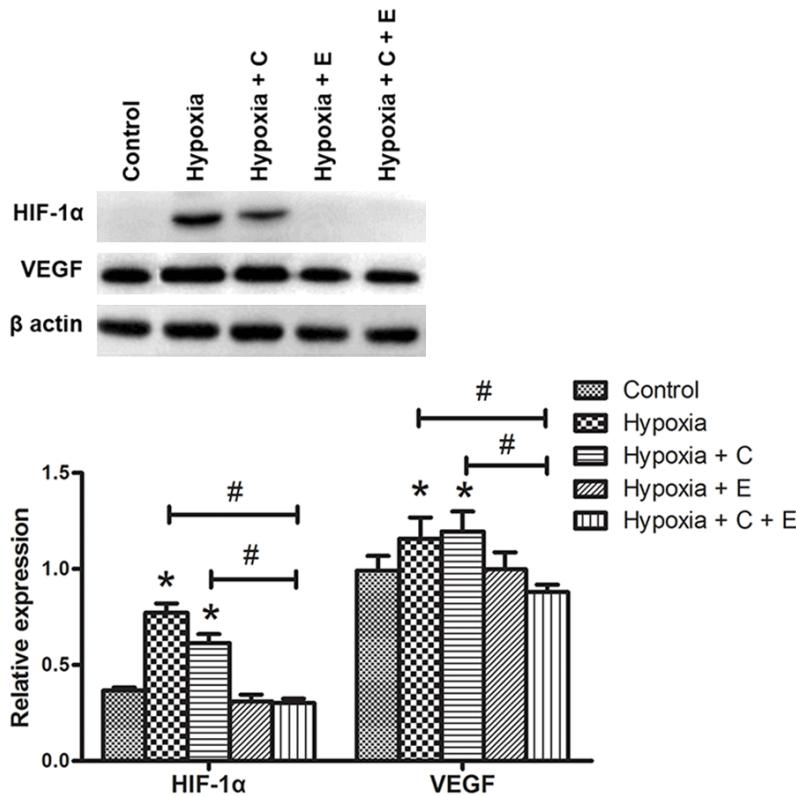 Control
Hypoxia
Hypoxia + C
Hypoxia + E
Hypoxia + C + E
HIF-1α
VEGF
β actin
Control
Hypoxia
Hypoxia + C
Hypoxia + E
Hypoxia + C + E
#
#
#
#
* *
*
*
Relative expression
1.5
1.0
0.5
0.0
HIF-1α VEGF